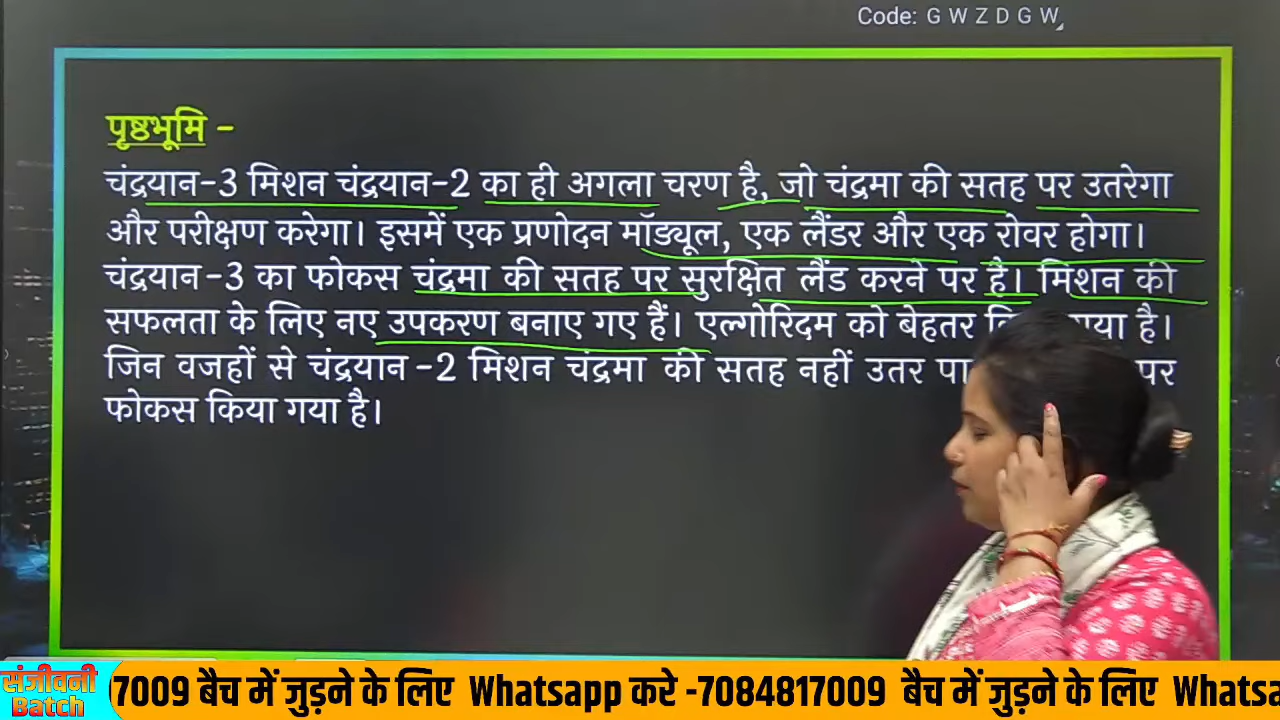 Code: G W Z D G W
पृष्ठभूमि -
चंद्रयान-3 मिशन चंद्रयान-2 का ही अगला चरण है, जो चंद्रमा की सतह पर उतरेगा
और परीक्षण करेगा। इसमें एक प्रणोदन मॉड्यूल, एक लैंडर और एक रोवर होगा।
चंद्रयान-3 का फोकस चंद्रमा की सतह पर सुरक्षित लैंड करने पर है। मिशन की
सफलता के लिए नए उपकरण बनाए गए हैं। एल्गोरिदम को बेहतर गया है।
जिन वजहों से चंद्रयान-2 मिशन चंद्रमा की सतह नहीं उतर पर
फोकस किया गया है।
संजीवनी
Batch
7009 बैच में जुड़ने के लिए Whatsapp करे -7084817009 बैच में जुड़ने के लिए